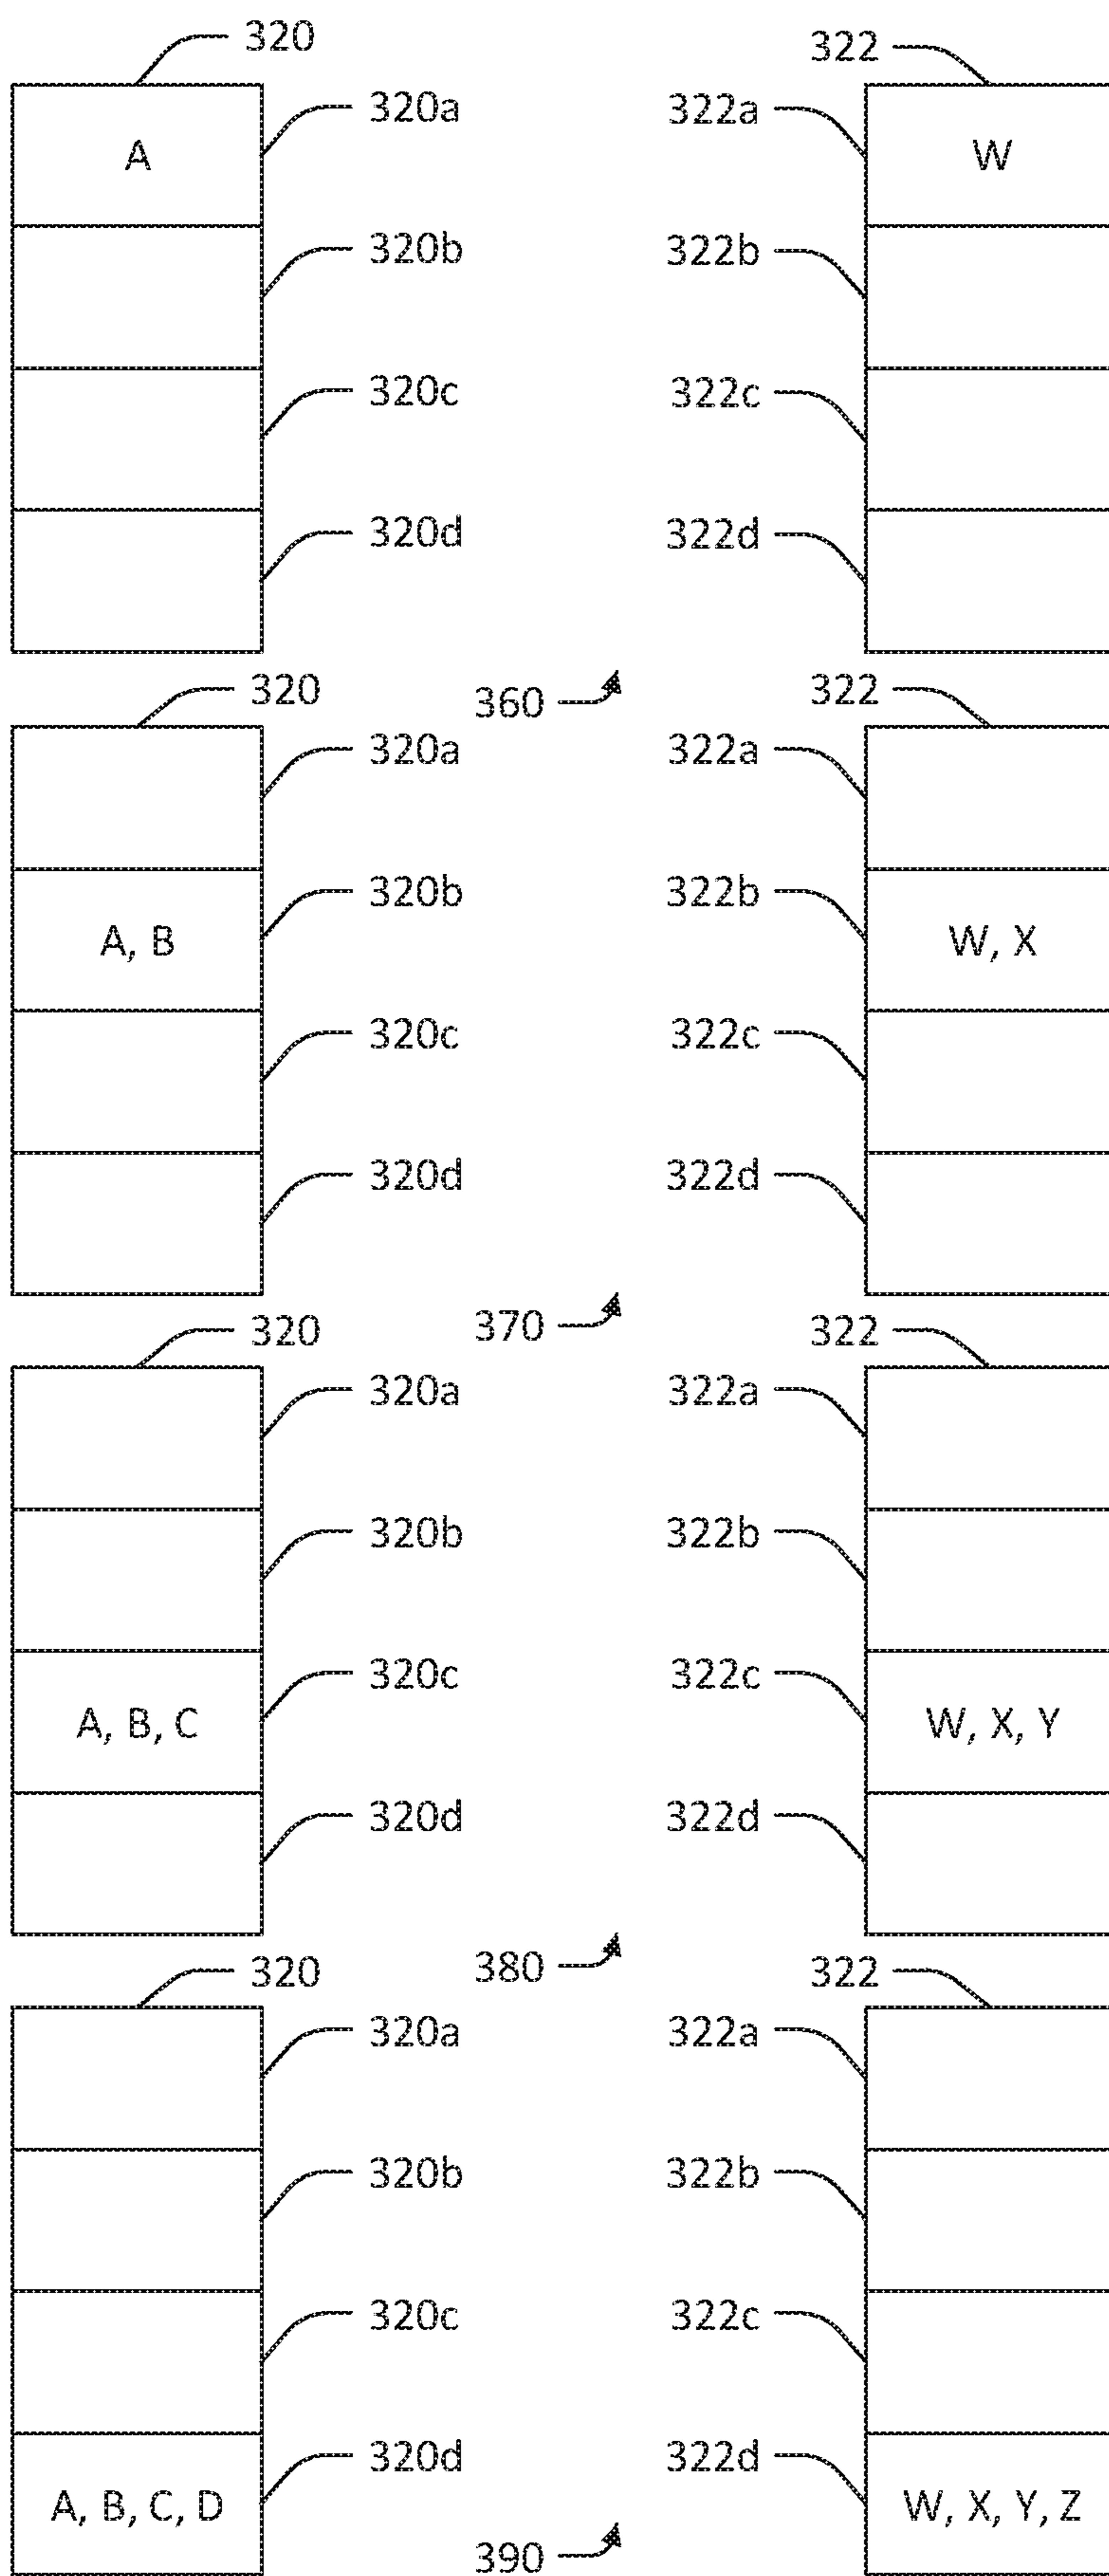 320 322
320a 322a
A W
320b 322b
320c 322c
320d 322d
320 360 322
320a 322a
320b 322b
A, B W, X
320c 322c
320d 322d
320 370 322
320a 322a
320b 322b
320c 322c
A, B, C W, X, Y
320d 322d
320 380 322
320a 322a
320b 322b
320c 322c
320d 322d
A, B, C, D W, X, Y, Z
390